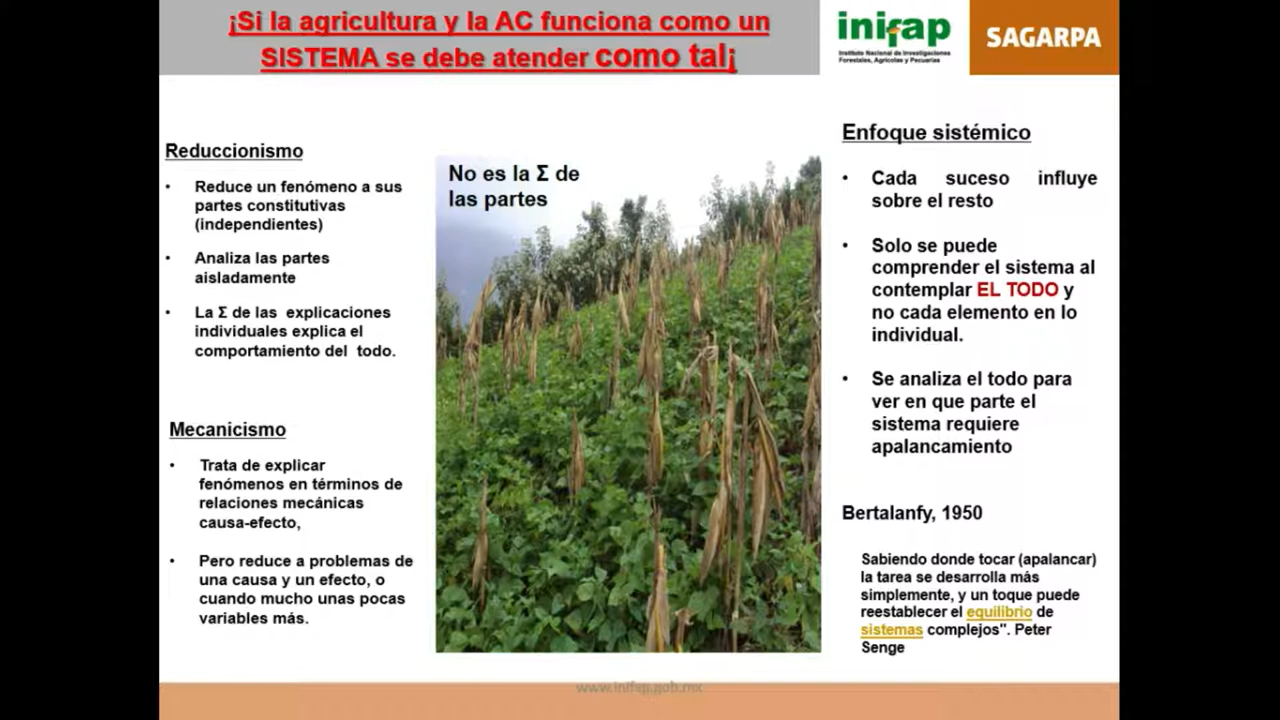 ¡Si la agricultura y la AC funciona como un
SISTEMA se debe atender como tal¡
inifap
Instituto Nacional de Investigaciones
Forestales, Agrícolas y Pecuarias
SAGARPA
Reduccionismo
• Reduce un fenómeno a sus
partes constitutivas
(independientes)
• Analiza las partes
aisladamente
• La Σ de las explicaciones
individuales explica el
comportamiento del todo.
Mecanicismo
• Trata de explicar
fenómenos en términos de
relaciones mecánicas
causa-efecto,
• Pero reduce a problemas de
una causa y un efecto, o
cuando mucho unas pocas
variables más.
No es la Σ de
las partes
Enfoque sistémico
• Cada suceso influye
sobre el resto
• Solo se puede
comprender el sistema al
contemplar EL TODO y
no cada elemento en lo
individual.
• Se analiza el todo para
ver en que parte el
sistema requiere
apalancamiento
Bertalanfy, 1950
Sabiendo donde tocar (apalancar)
la tarea se desarrolla más
simplemente, y un toque puede
reestablecer el equilibrio de
sistemas complejos". Peter
Senge
www.inifap.gob.mx